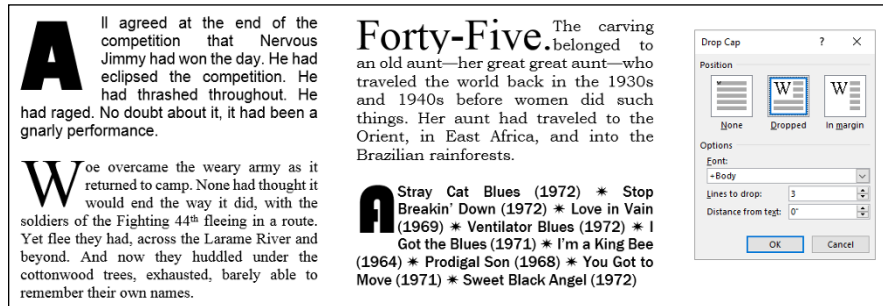 All agreed at the end of the
competition that Nervous
Jimmy had won the day. He had
eclipsed the competition. He
had thrashed throughout. He
had raged. No doubt about it, it had been a
gnarly performance.
Woe overcame the weary army as it
returned to camp. None had thought it
would end the way it did, with the
soldiers of the Fighting 44th fleeing in a route.
Yet flee they had, across the Larame River and
beyond. And now they huddled under the
cottonwood trees, exhausted, barely able to
remember their own names.
Forty-Five. The carving
belonged to
an old aunt—her great great aunt—who
traveled the world back in the 1930s
and 1940s before women did such
things. Her aunt had traveled to the
Orient, in East Africa, and into the
Brazilian rainforests.
A Stray Cat Blues (1972) ✷ Stop
Breakin' Down (1972) ✷ Love in Vain
(1969) ✷ Ventilator Blues (1972) ✷ I
Got the Blues (1971) ✷ I'm a King Bee
(1964) ✷ Prodigal Son (1968) ✷ You Got to
Move (1971) ✷ Sweet Black Angel (1972)
Drop Cap ? ×
Position
W W
None Dropped In margin
Options
Font:
+Body
Lines to drop: 3
Distance from text: 0"
OK Cancel